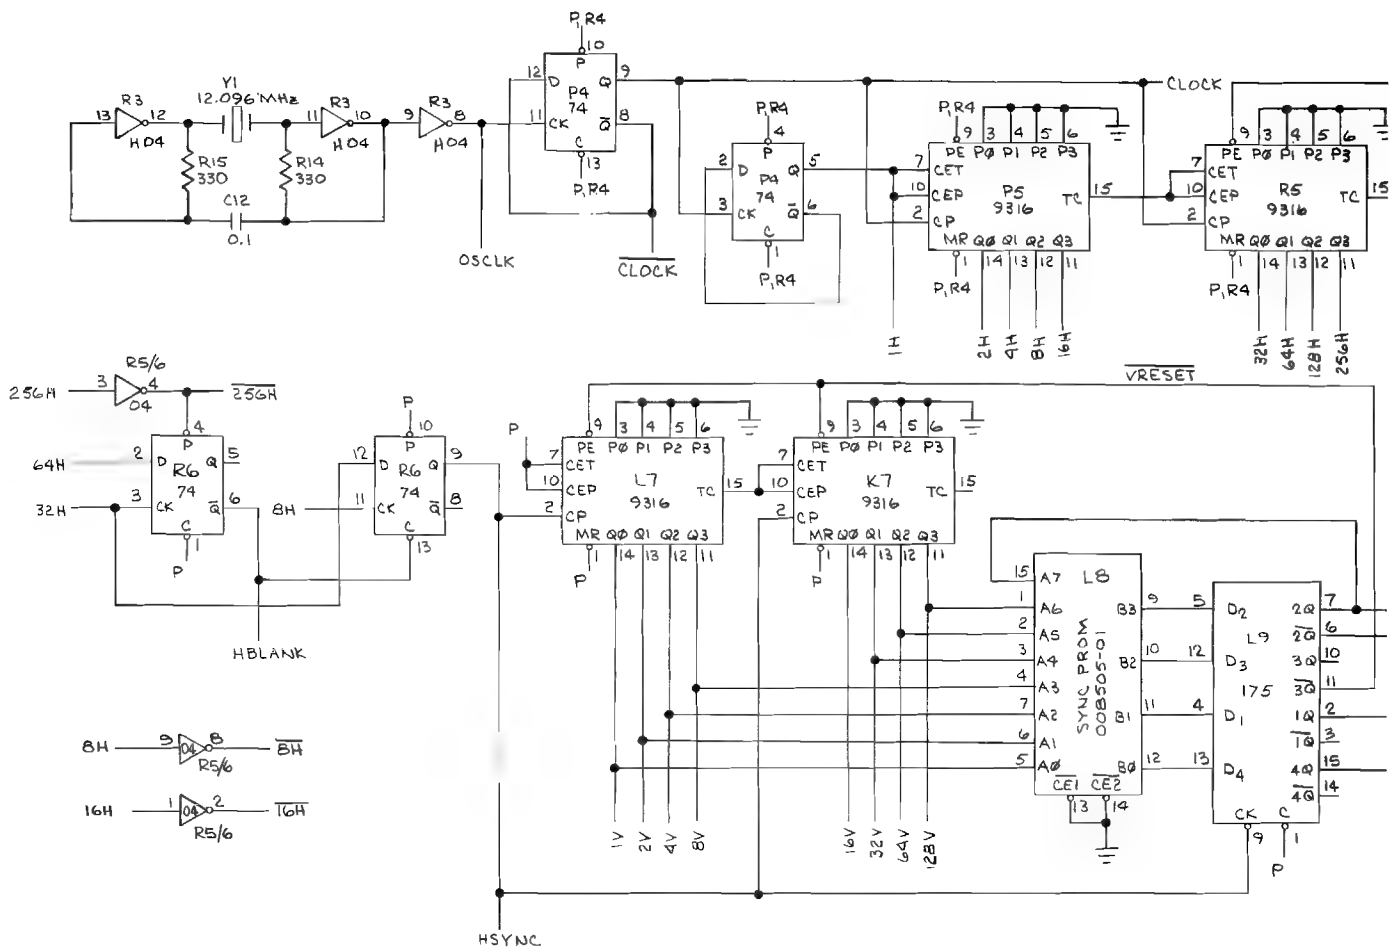 P,R4
10
P
12 D P4 Q 9
74
11 CK Q̅ 8
C
13
P,R4
Y1
12.096 MHz
R3 R3 R3
13 12 11 10 9 8
H04 H04 H04
R15 R14
330 330
C12
0.1
OSCLK
CLOCK
CLOCK
P,R4
4
P
2 D P4 Q 5
74
3 CK Q̅ 6
C
1
P,R4
1H
P,R4
9 3 4 5 6
PE PØ P1 P2 P3
7 CET
10 CEP P5 TC 15
9316
2 CP
MR QØ Q1 Q2 Q3
1 14 13 12 11
P,R4
2H 4H 8H 16H
9 3 4 5 6
PE PØ P1 P2 P3
7 CET
10 CEP R5 TC 15
9316
2 CP
MR QØ Q1 Q2 Q3
1 14 13 12 11
P,R4
32H 64H 128H 256H
R5/6
256H 3 4 256H
04
4
P
64H 2 D R6 Q 5
74
32H 3 CK Q̅ 6
C
1
P
P
10
P
12 D R6 Q 9
74
8H 11 CK Q̅ 8
C
13
HBLANK
8H 9 04 8 8H
R5/6
16H 1 04 2 16H
R5/6
VRESET
P
9 3 4 5 6
PE PØ P1 P2 P3
7 CET
10 CEP L7 TC 15
9316
2 CP
MR QØ Q1 Q2 Q3
1 14 13 12 11
P
1V 2V 4V 8V
9 3 4 5 6
PE PØ P1 P2 P3
7 CET
10 CEP K7 TC 15
9316
2 CP
MR QØ Q1 Q2 Q3
1 14 13 12 11
P
16V 32V 64V 128V
L8
SYNC PROM
008505-01
15 A7
1 A6 B3 9
2 A5
3 A4 B2 10
4 A3
7 A2 B1 11
6 A1
5 AØ BØ 12
CE1 CE2
13 14
L9
175
5 D2 2Q 7
2Q̅ 6
12 D3 3Q 10
3Q̅ 11
4 D1 1Q 2
1Q̅ 3
13 D4 4Q 15
4Q̅ 14
CK C
9 1
P
HSYNC